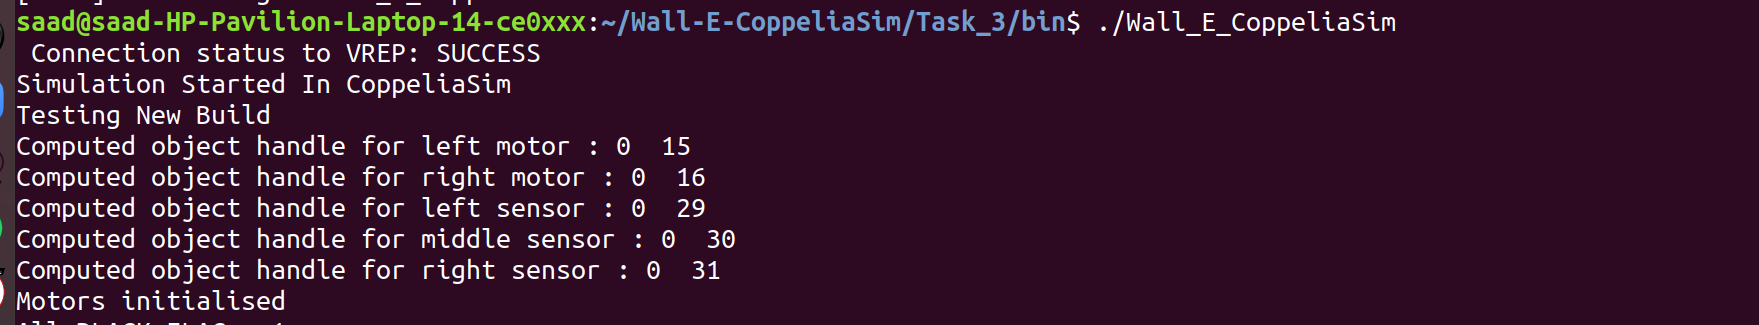 saad@saad-HP-Pavilion-Laptop-14-ce0xxx:~/Wall-E-CoppeliaSim/Task_3/bin$ ./Wall_E_CoppeliaSim
 Connection status to VREP: SUCCESS
Simulation Started In CoppeliaSim
Testing New Build
Computed object handle for left motor : 0  15
Computed object handle for right motor : 0  16
Computed object handle for left sensor : 0  29
Computed object handle for middle sensor : 0  30
Computed object handle for right sensor : 0  31
Motors initialised